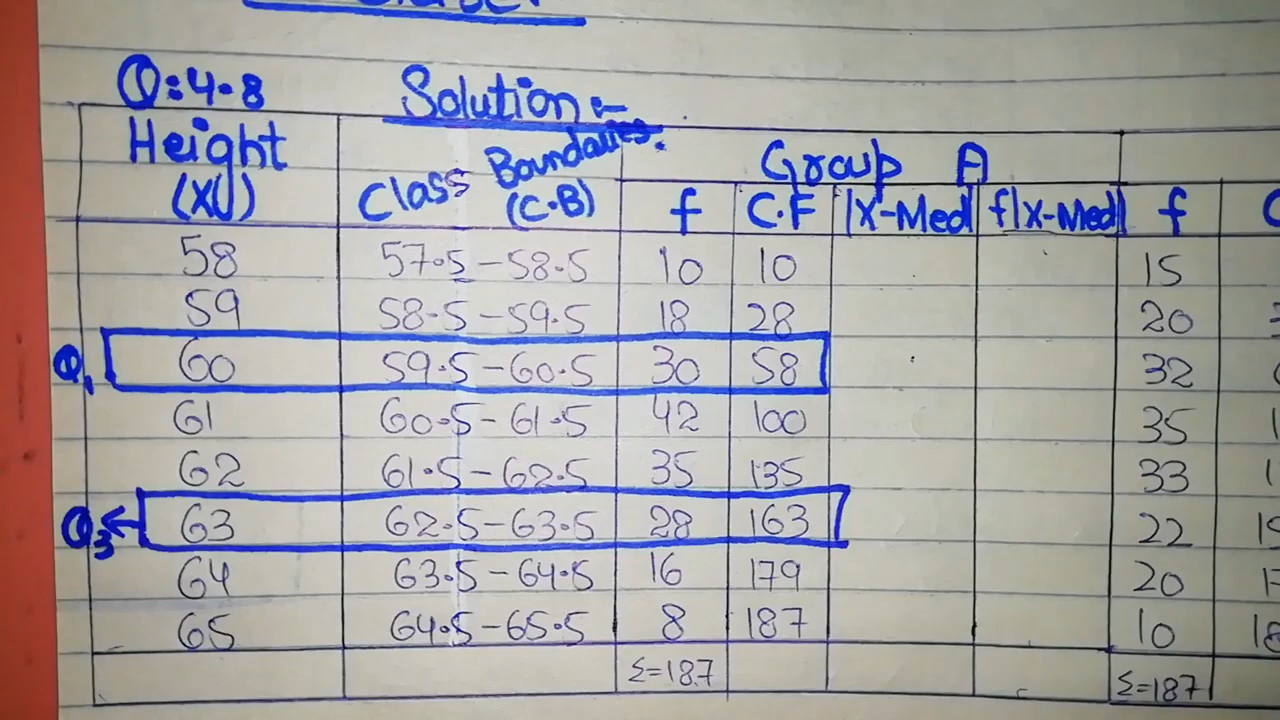 Q:4.8 Solution:-
Height (XU) Class Boundaries. (C.B) Group A
f C.F |X-Med| f|X-Med| f C
58 57.5-58.5 10 10 15
59 58.5-59.5 18 28 20
Q1 60 59.5-60.5 30 58 32
61 60.5-61.5 42 100 35
62 61.5-62.5 35 135 33
Q3 63 62.5-63.5 28 163 22
64 63.5-64.5 16 179 20
65 64.5-65.5 8 187 10
Σ=187 Σ=187